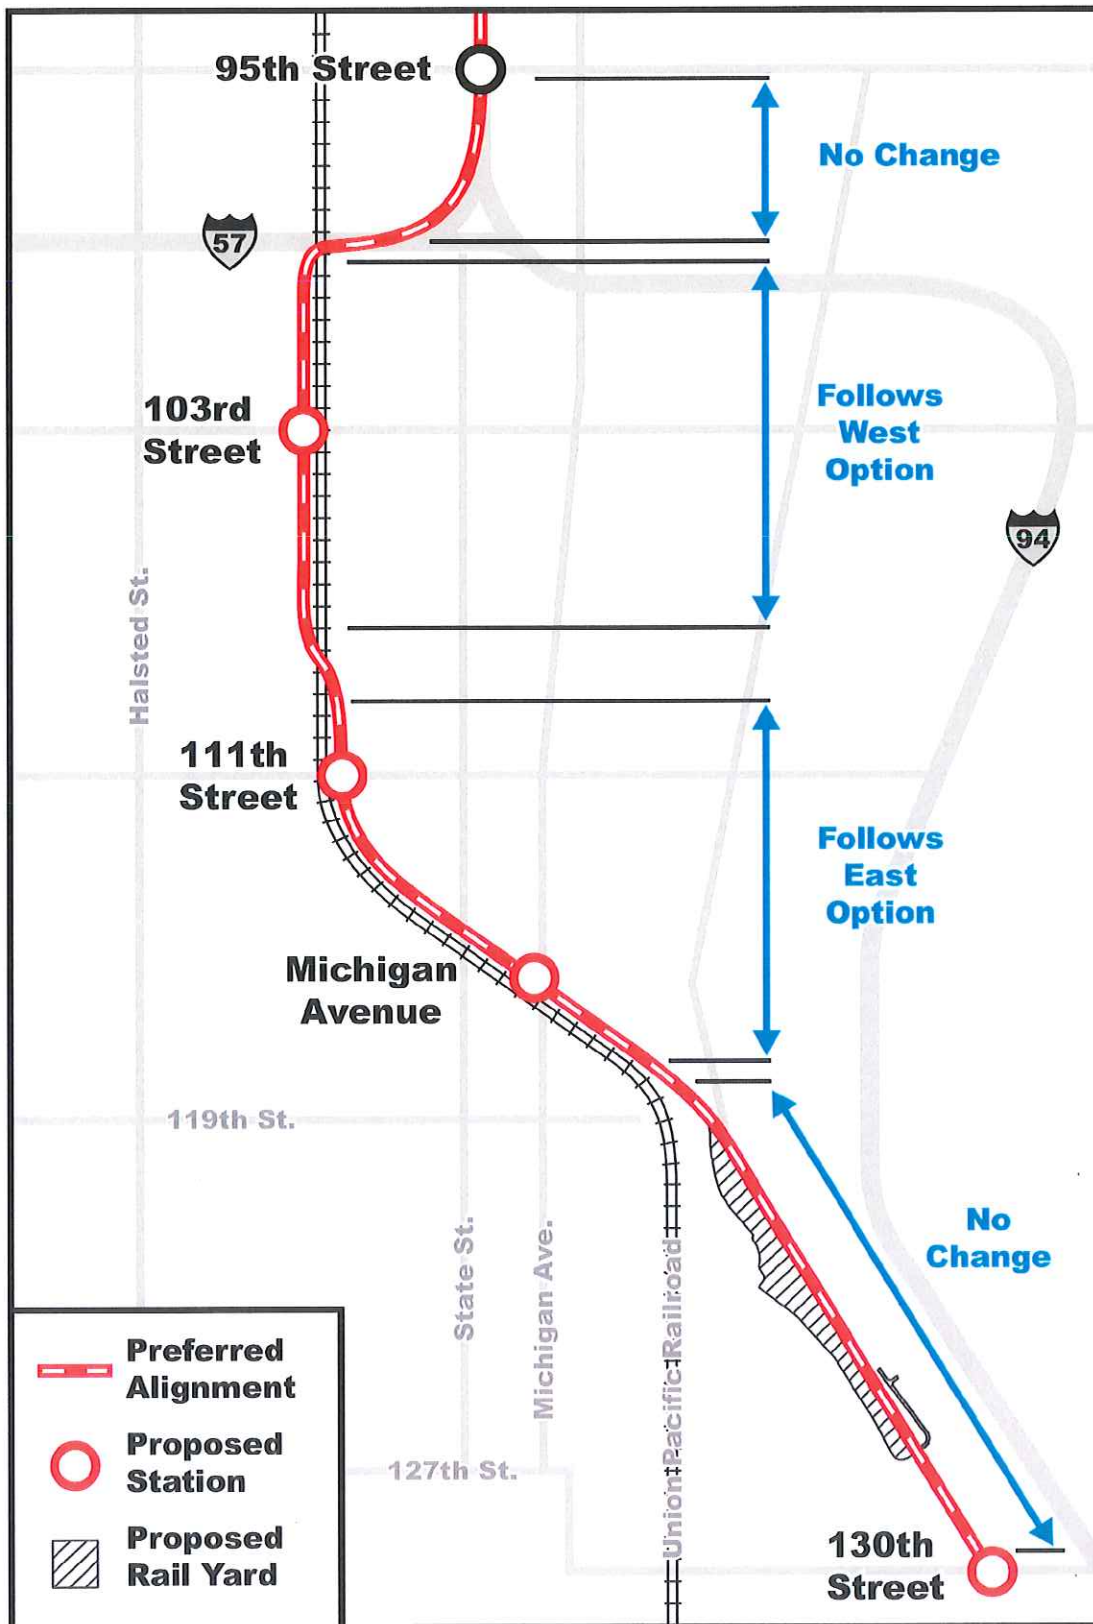 95th Street
No Change
57
103rd
Street
Follows
West
Option
94
Halsted St.
111th
Street
Follows
East
Option
Michigan
Avenue
119th St.
No
Change
State St.
Michigan Ave.
Union Pacific Railroad
127th St.
130th
Street
Preferred
Alignment
Proposed
Station
Proposed
Rail Yard